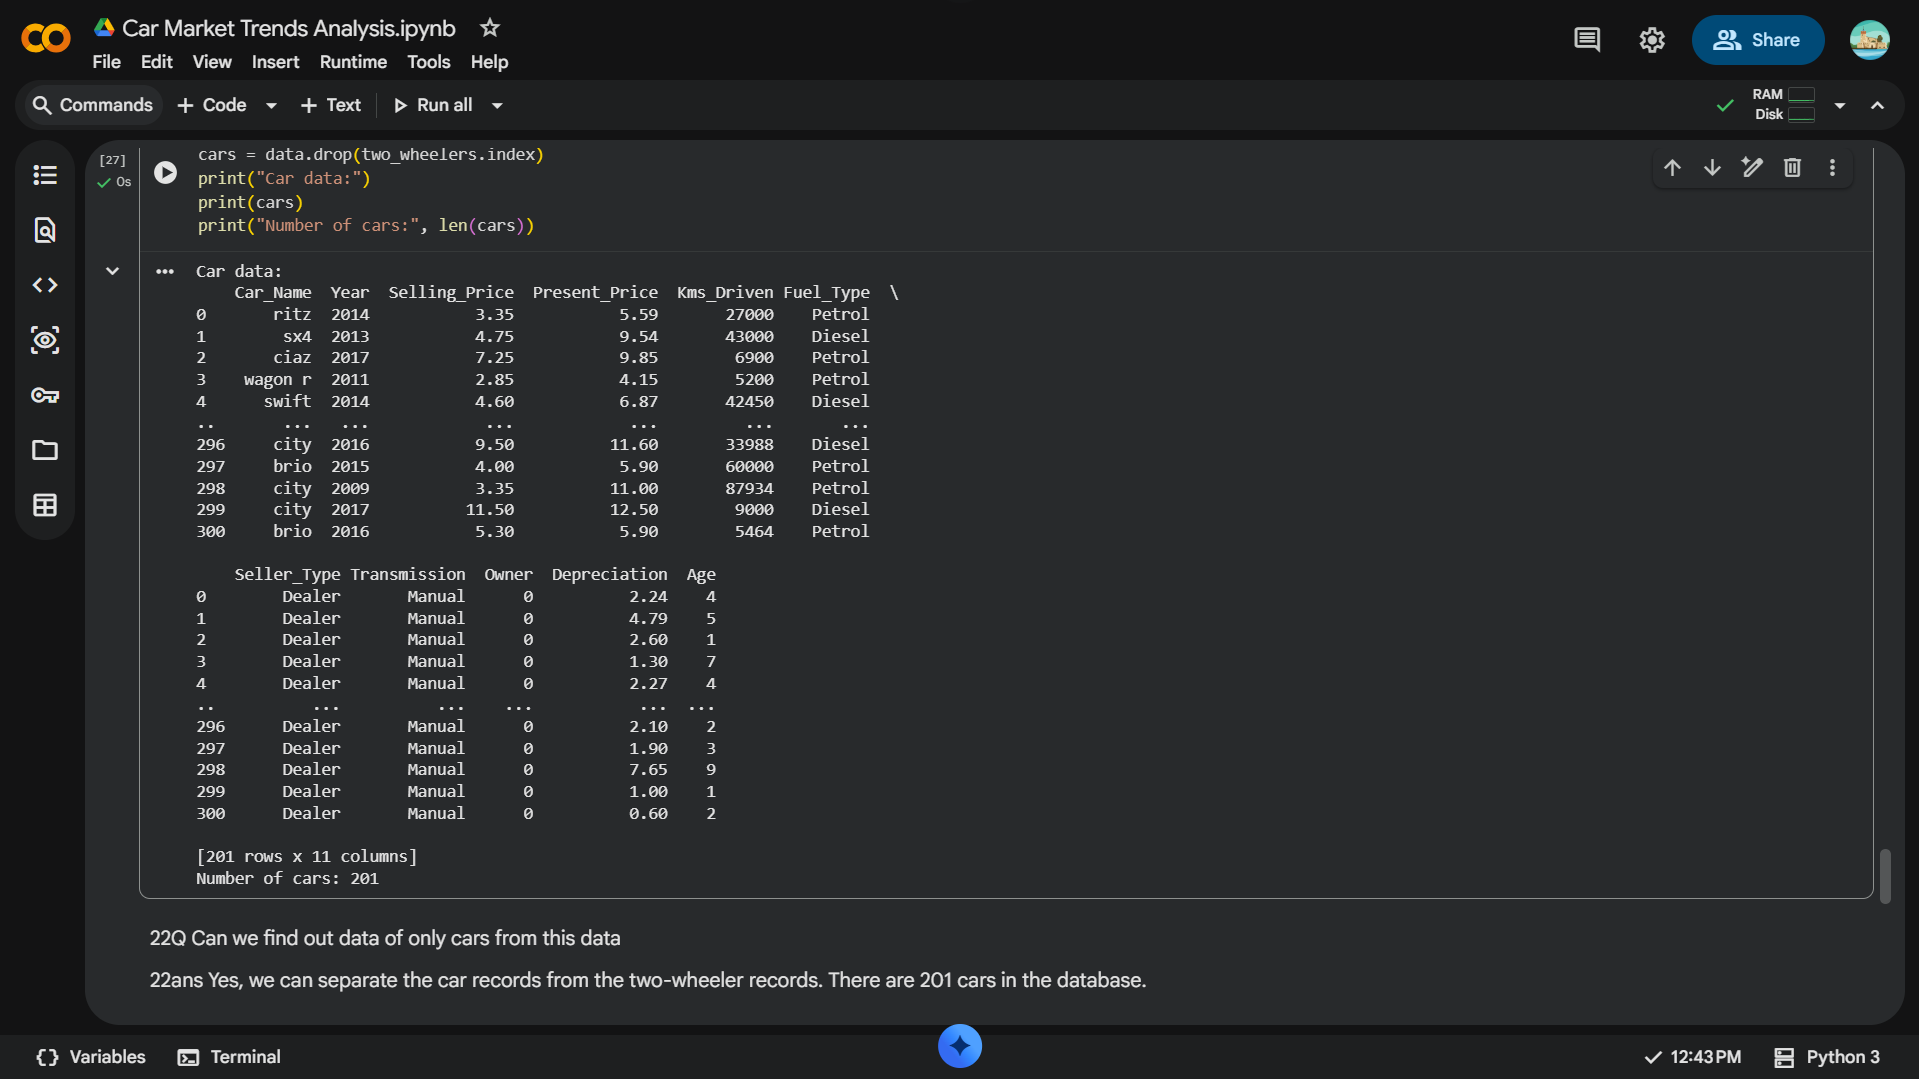 Car Market Trends Analysis.ipynb
File Edit View Insert Runtime Tools Help
Share
Commands + Code + Text Run all
RAM
Disk
[27]
0s
cars = data.drop(two_wheelers.index)
print("Car data:")
print(cars)
print("Number of cars:", len(cars))
Car data:
    Car_Name  Year  Selling_Price  Present_Price  Kms_Driven Fuel_Type  \
0       ritz  2014           3.35           5.59       27000    Petrol
1        sx4  2013           4.75           9.54       43000    Diesel
2       ciaz  2017           7.25           9.85        6900    Petrol
3    wagon r  2011           2.85           4.15        5200    Petrol
4      swift  2014           4.60           6.87       42450    Diesel
..       ...   ...            ...            ...         ...       ...
296     city  2016           9.50          11.60       33988    Diesel
297     brio  2015           4.00           5.90       60000    Petrol
298     city  2009           3.35          11.00       87934    Petrol
299     city  2017          11.50          12.50        9000    Diesel
300     brio  2016           5.30           5.90        5464    Petrol
    Seller_Type Transmission  Owner  Depreciation  Age
0        Dealer       Manual      0          2.24    4
1        Dealer       Manual      0          4.79    5
2        Dealer       Manual      0          2.60    1
3        Dealer       Manual      0          1.30    7
4        Dealer       Manual      0          2.27    4
..          ...          ...    ...           ...  ...
296      Dealer       Manual      0          2.10    2
297      Dealer       Manual      0          1.90    3
298      Dealer       Manual      0          7.65    9
299      Dealer       Manual      0          1.00    1
300      Dealer       Manual      0          0.60    2
[201 rows x 11 columns]
Number of cars: 201
22Q Can we find out data of only cars from this data
22ans Yes, we can separate the car records from the two-wheeler records. There are 201 cars in the database.
Variables Terminal
12:43 PM Python 3